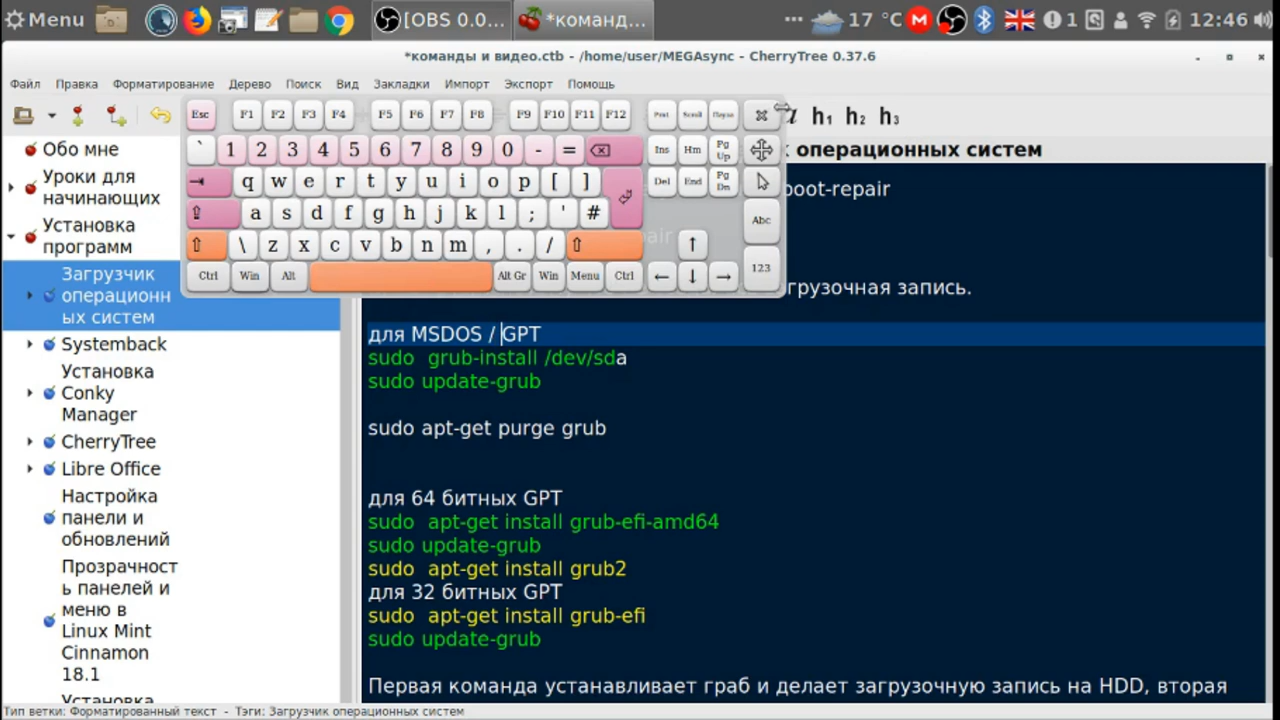 Menu [OBS 0.0... *команд... ... 17 °C M 1 12:46
*команды и видео.ctb - /home/user/MEGAsync - CherryTree 0.37.6
Файл Правка Форматирование Дерево Поиск Вид Закладки Импорт Экспорт Помощь
Esc F1 F2 F3 F4 F5 F6 F7 F8 F9 F10 F11 F12
h1 h2 h3
` 1 2 3 4 5 6 7 8 9 0 - = Ins Hm Pg Up
q w e r t y u i o p [ ] Del End Pg Dn
a s d f g h j k l ; ' # Abc
\ z x c v b n m , . /
Ctrl Win Alt Alt Gr Win Menu Ctrl 123
Обо мне
Уроки для
начинающих
Установка
программ
Загрузчик
операционн
ых систем
Systemback
Установка
Conky
Manager
CherryTree
Libre Office
Настройка
панели и
обновлений
Прозрачност
ь панелей и
меню в
Linux Mint
Cinnamon
18.1
Установка
к операционных систем
boot-repair
air
грузочная запись.
для MSDOS / GPT
sudo  grub-install /dev/sda
sudo update-grub
sudo apt-get purge grub
для 64 битных GPT
sudo  apt-get install grub-efi-amd64
sudo update-grub
sudo  apt-get install grub2
для 32 битных GPT
sudo  apt-get install grub-efi
sudo update-grub
Первая команда устанавливает граб и делает загрузочную запись на HDD, вторая
Тип ветки: Форматированный текст  -  Тэги: Загрузчик операционных систем